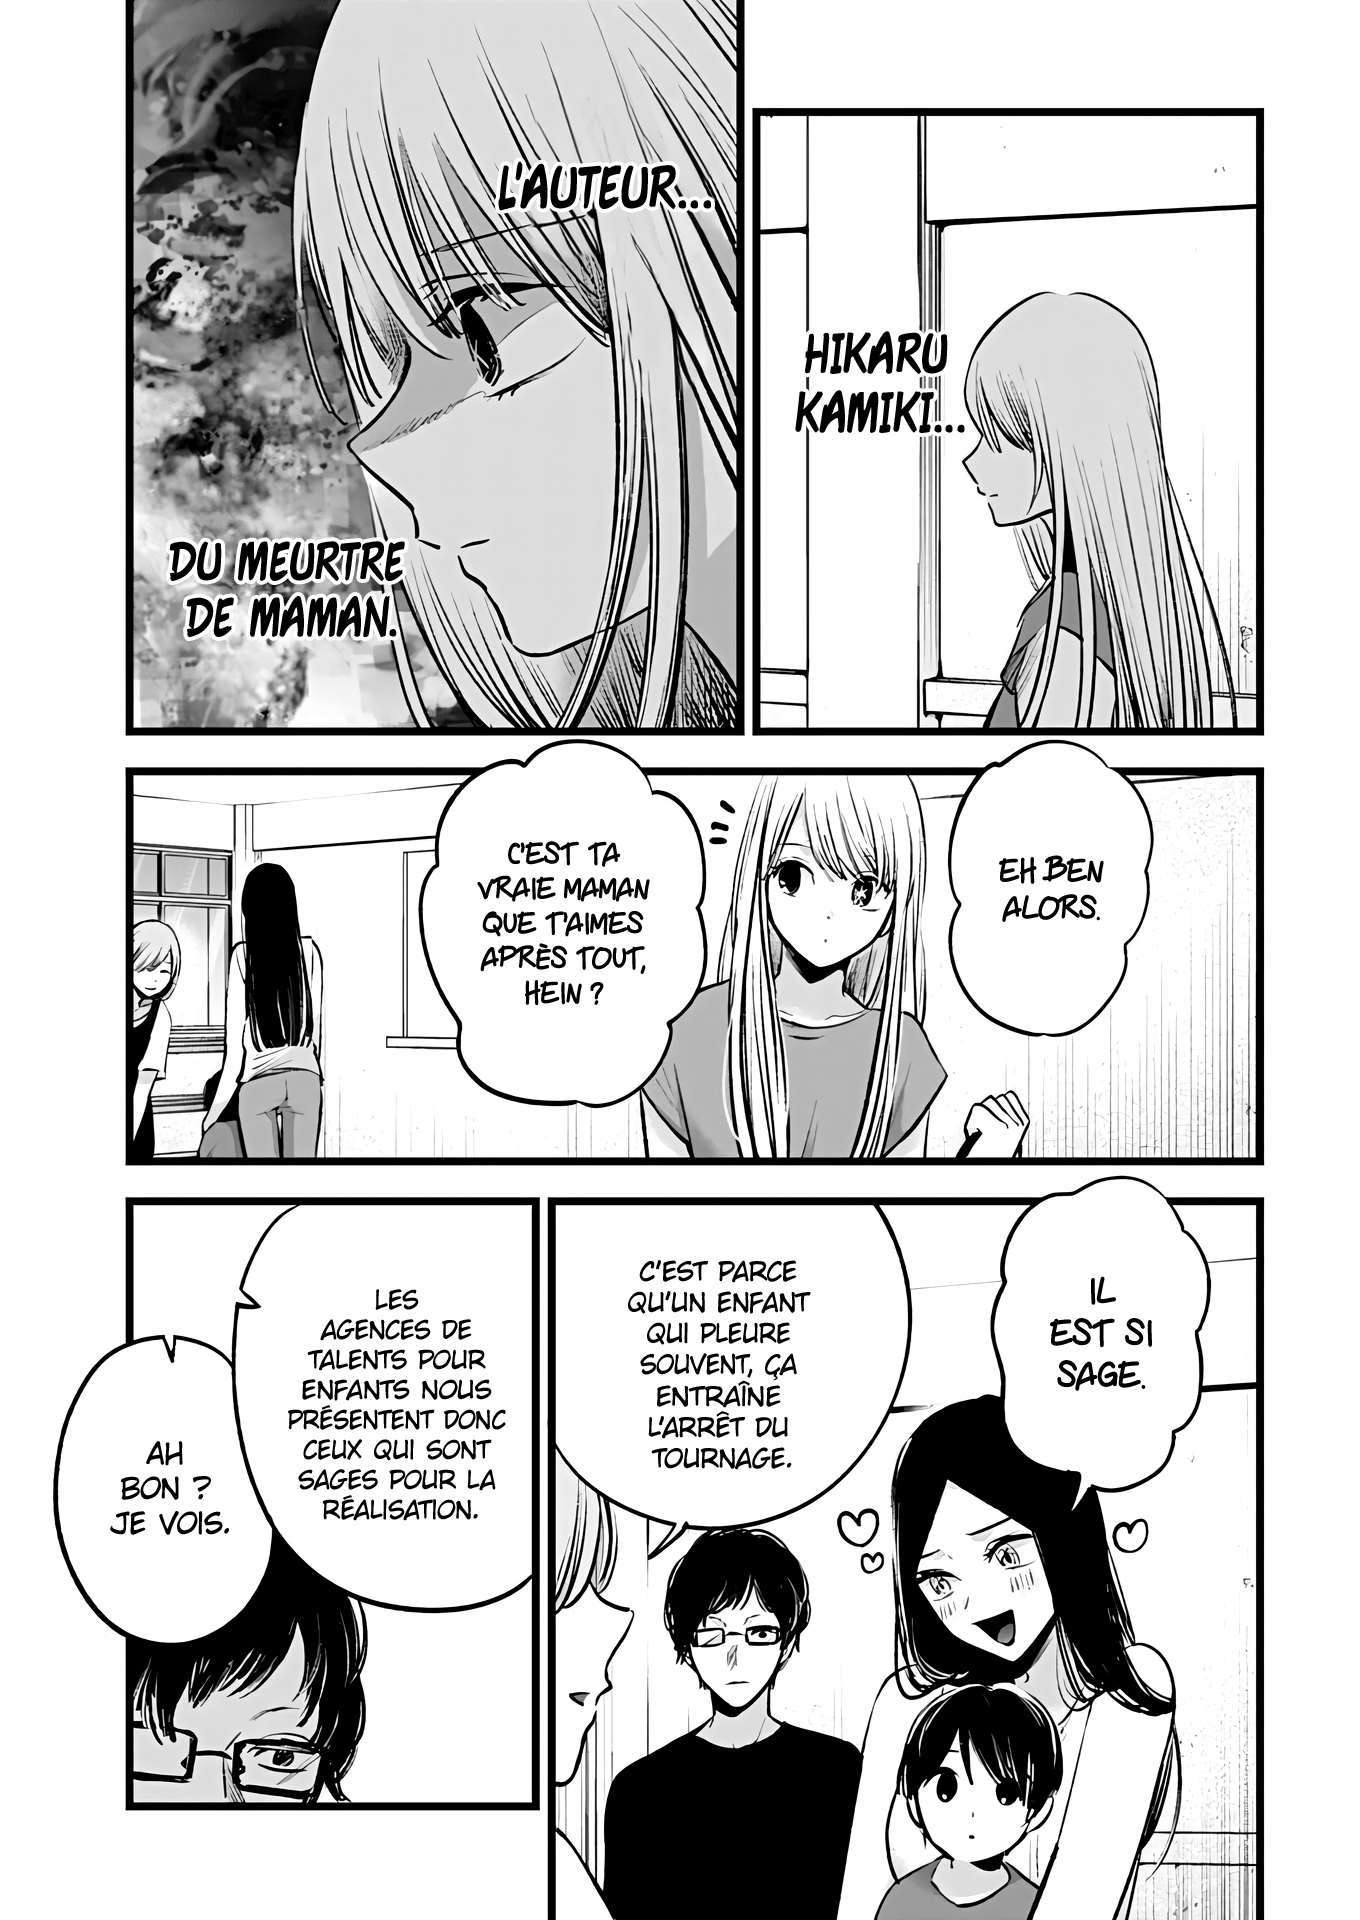 HIKARU
KAMIKI...
L'AUTEUR...
DU MEURTRE
DE MAMAN.
EH BEN
ALORS.
C'EST TA
VRAIE MAMAN
QUE T'AIMES
APRÈS TOUT,
HEIN ?
IL
EST SI
SAGE.
C'EST PARCE
QU'UN ENFANT
QUI PLEURE
SOUVENT, ÇA
ENTRAÎNE
L'ARRÊT DU
TOURNAGE.
LES
AGENCES DE
TALENTS POUR
ENFANTS NOUS
PRÉSENTENT DONC
CEUX QUI SONT
SAGES POUR LA
RÉALISATION.
AH
BON ?
JE VOIS.